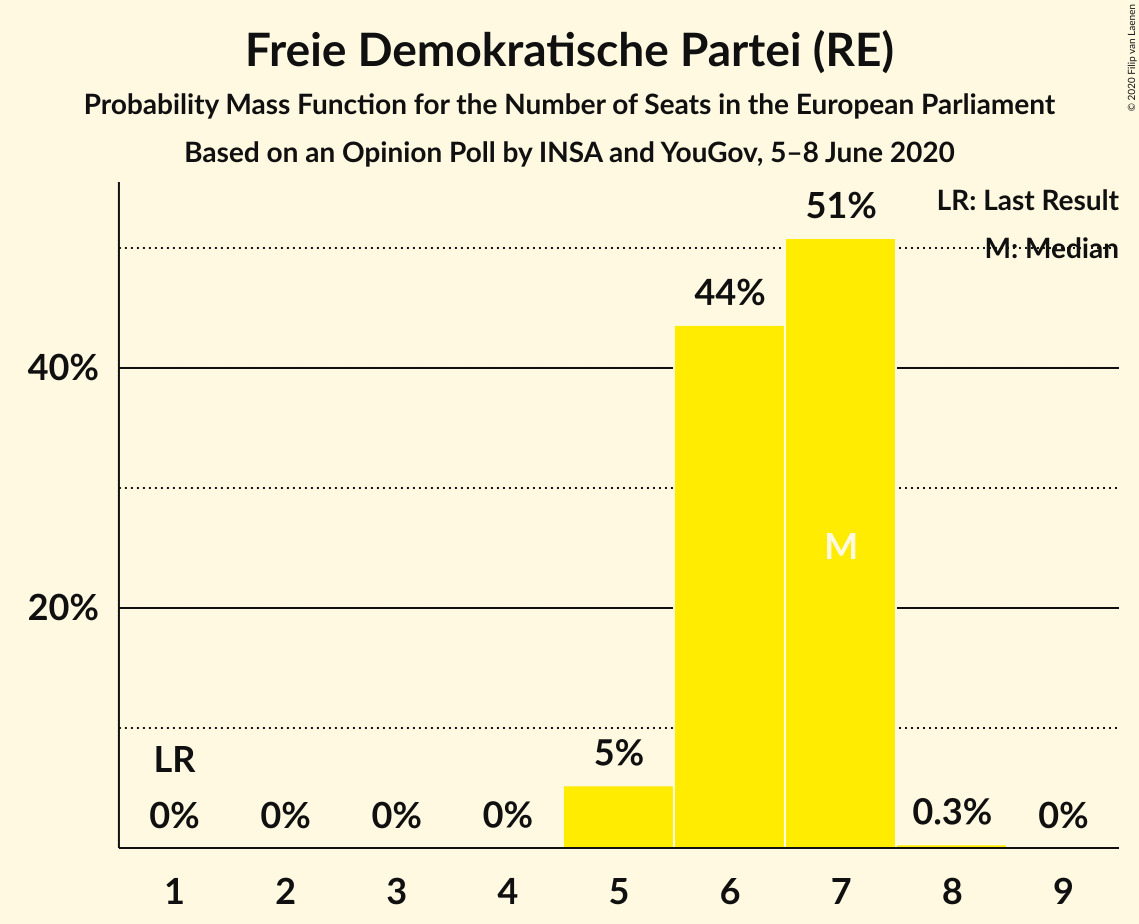 Freie Demokratische Partei (RE)
Probability Mass Function for the Number of Seats in the European Parliament
Based on an Opinion Poll by INSA and YouGov, 5–8 June 2020
© 2020 Filip van Laenen
LR: Last Result
M: Median
51%
44%
40%
M
20%
LR
5%
0% 0% 0% 0% 0.3% 0%
1 2 3 4 5 6 7 8 9